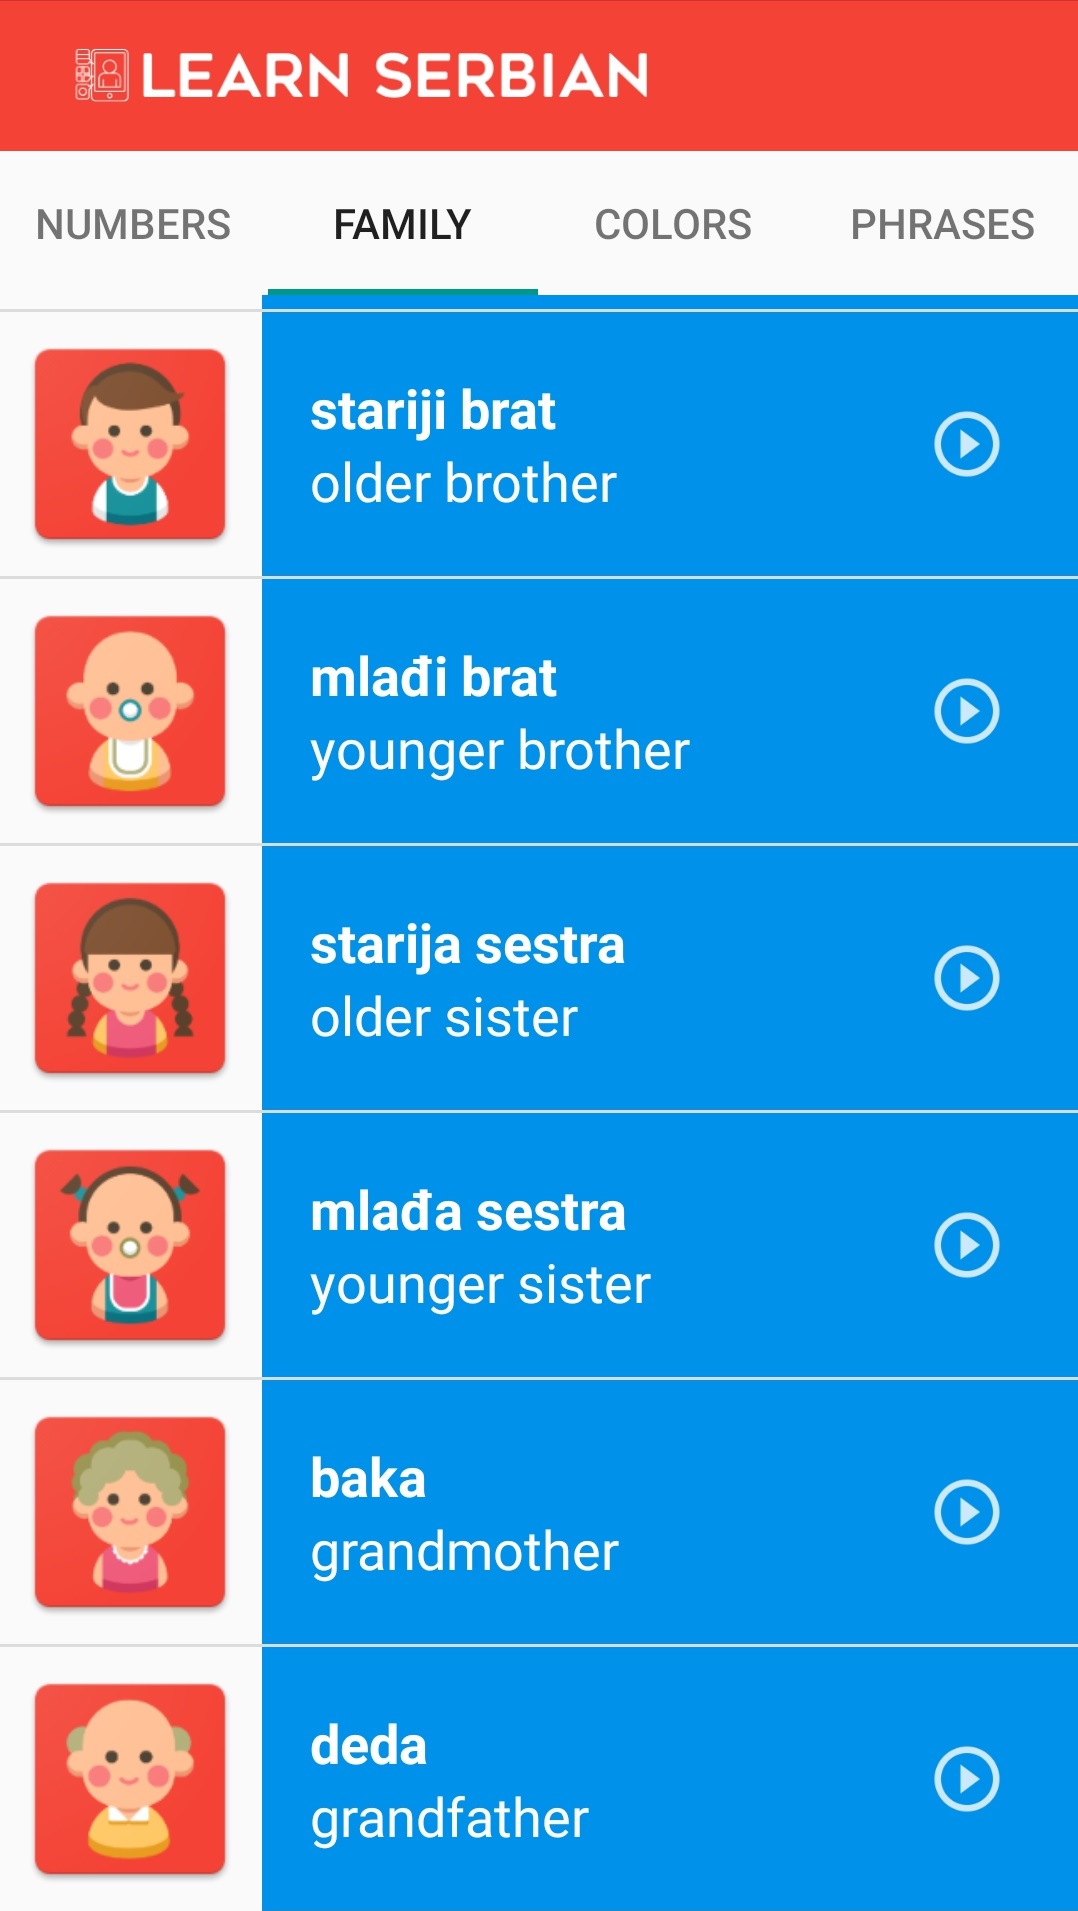 LEARN SERBIAN
NUMBERS FAMILY COLORS PHRASES
stariji brat
older brother
mlađi brat
younger brother
starija sestra
older sister
mlađa sestra
younger sister
baka
grandmother
deda
grandfather